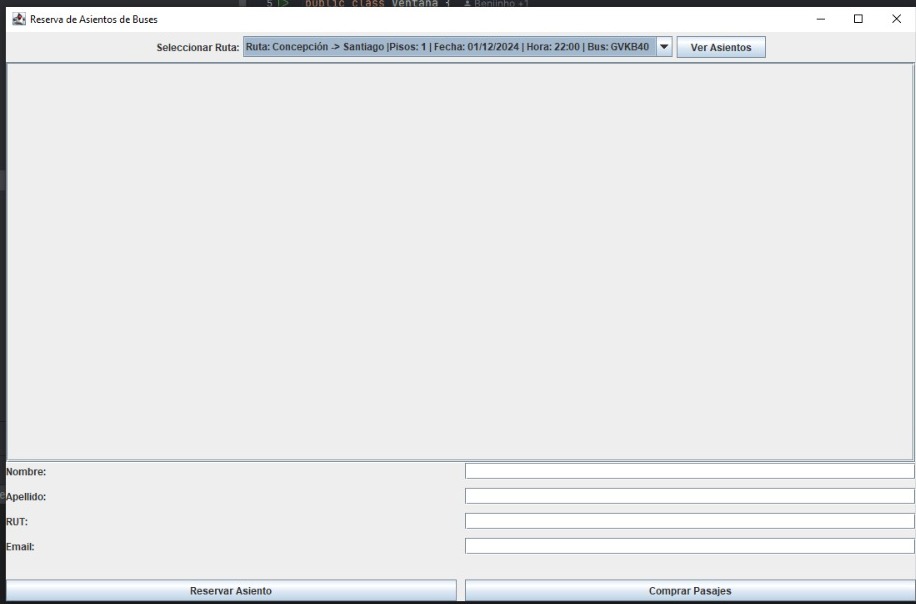 5 public class Ventana { Benjinho +1
Reserva de Asientos de Buses
Seleccionar Ruta: Ruta: Concepción -> Santiago |Pisos: 1 | Fecha: 01/12/2024 | Hora: 22:00 | Bus: GVKB40 Ver Asientos
Nombre:
Apellido:
RUT:
Email:
Reservar Asiento Comprar Pasajes